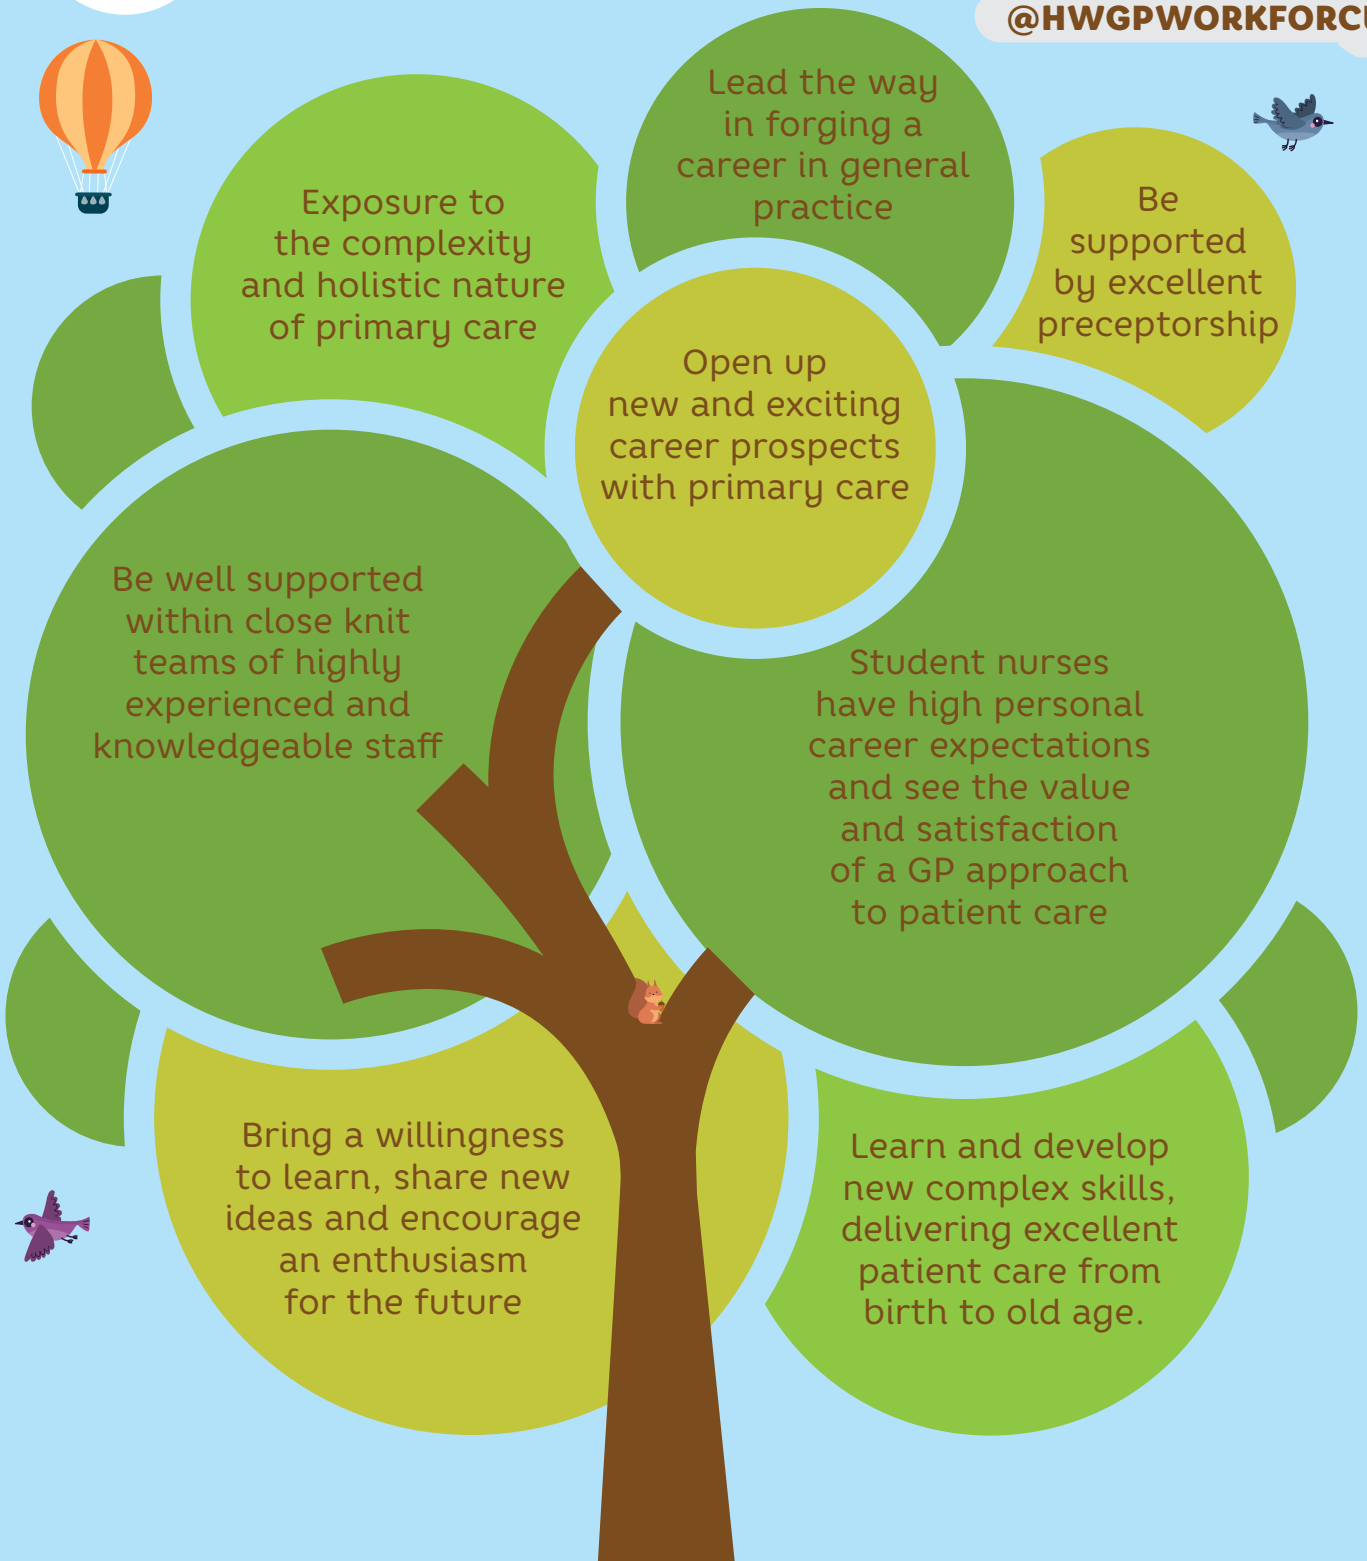 Lead the way
in forging a
career in general
practice
Exposure to
the complexity
and holistic nature
of primary care
Be
supported
by excellent
preceptorship
Open up
new and exciting
career prospects
with primary care
Be well supported
within close knit
teams of highly
experienced and
knowledgeable staff
Student nurses
have high personal
career expectations
and see the value
and satisfaction
of a GP approach
to patient care
Bring a willingness
to learn, share new
ideas and encourage
an enthusiasm
for the future
Learn and develop
new complex skills,
delivering excellent
patient care from
birth to old age.